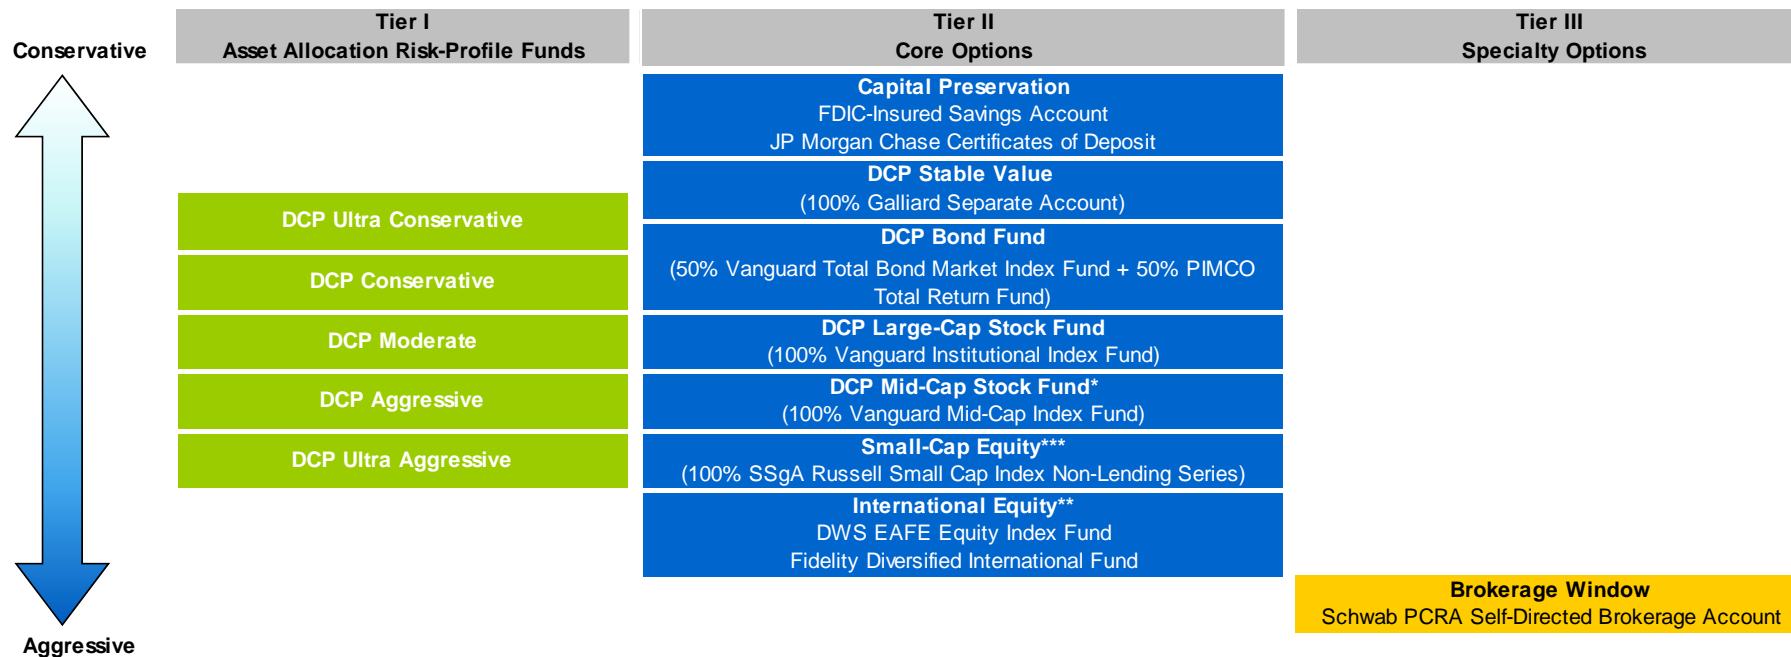 Conservative
Tier I
Asset Allocation Risk-Profile Funds
Tier II
Core Options
Tier III
Specialty Options
Capital Preservation
FDIC-Insured Savings Account
JP Morgan Chase Certificates of Deposit
DCP Stable Value
(100% Galliard Separate Account)
DCP Ultra Conservative
DCP Bond Fund
(50% Vanguard Total Bond Market Index Fund + 50% PIMCO
Total Return Fund)
DCP Conservative
DCP Large-Cap Stock Fund
(100% Vanguard Institutional Index Fund)
DCP Moderate
DCP Mid-Cap Stock Fund*
(100% Vanguard Mid-Cap Index Fund)
DCP Aggressive
Small-Cap Equity***
(100% SSgA Russell Small Cap Index Non-Lending Series)
DCP Ultra Aggressive
International Equity**
DWS EAFE Equity Index Fund
Fidelity Diversified International Fund
Brokerage Window
Schwab PCRA Self-Directed Brokerage Account
Aggressive